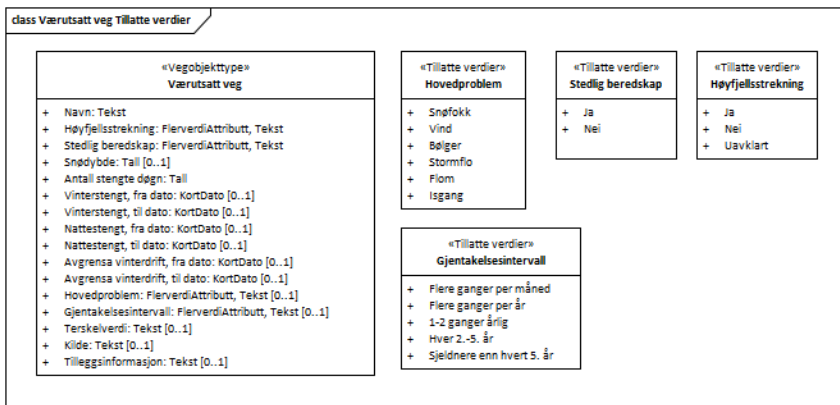 class Værutsatt veg Tillatte verdier
«Vegobjekttype»
Værutsatt veg
+ Navn: Tekst
+ Høyfjellsstrekning: FlerverdiAttributt, Tekst
+ Stedlig beredskap: FlerverdiAttributt, Tekst
+ Snødybde: Tall [0..1]
+ Antall stengte døgn: Tall
+ Vinterstengt, fra dato: KortDato [0..1]
+ Vinterstengt, til dato: KortDato [0..1]
+ Nattestengt, fra dato: KortDato [0..1]
+ Nattestengt, til dato: KortDato [0..1]
+ Avgrensa vinterdrift, fra dato: KortDato [0..1]
+ Avgrensa vinterdrift, til dato: KortDato [0..1]
+ Hovedproblem: FlerverdiAttributt, Tekst [0..1]
+ Gjentakelsesintervall: FlerverdiAttributt, Tekst [0..1]
+ Terskelverdi: Tekst [0..1]
+ Kilde: Tekst [0..1]
+ Tilleggsinformasjon: Tekst [0..1]
«Tillatte verdier»
Hovedproblem
+ Snøfokk
+ Vind
+ Bølger
+ Stormflo
+ Flom
+ Isgang
«Tillatte verdier»
Stedlig beredskap
+ Ja
+ Nei
«Tillatte verdier»
Høyfjellsstrekning
+ Ja
+ Nei
+ Uavklart
«Tillatte verdier»
Gjentakelsesintervall
+ Flere ganger per måned
+ Flere ganger per år
+ 1-2 ganger årlig
+ Hver 2.-5. år
+ Sjeldnere enn hvert 5. år